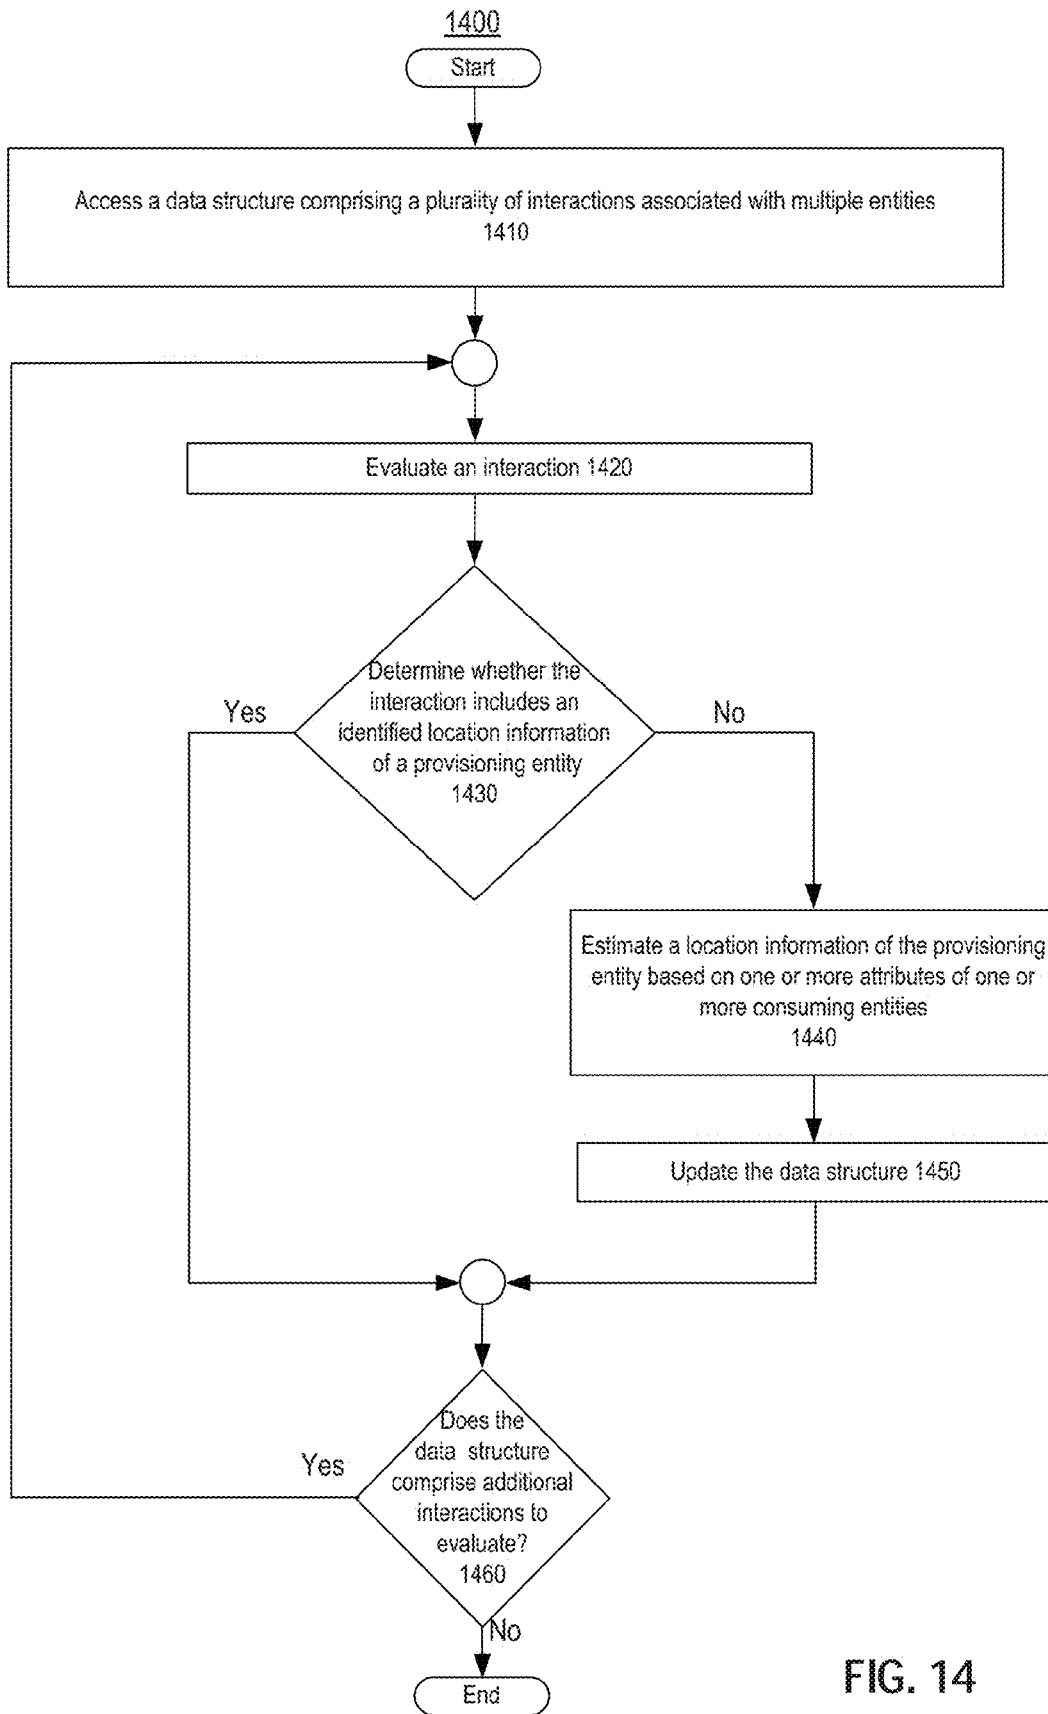 1400
Start
Access a data structure comprising a plurality of interactions associated with multiple entities
1410
Evaluate an interaction 1420
Determine whether the
interaction includes an
identified location information
of a provisioning entity
1430
Yes
No
Estimate a location information of the provisioning
entity based on one or more attributes of one or
more consuming entities
1440
Update the data structure 1450
Does the
data structure
comprise additional
interactions to
evaluate?
1460
Yes
No
End
FIG. 14